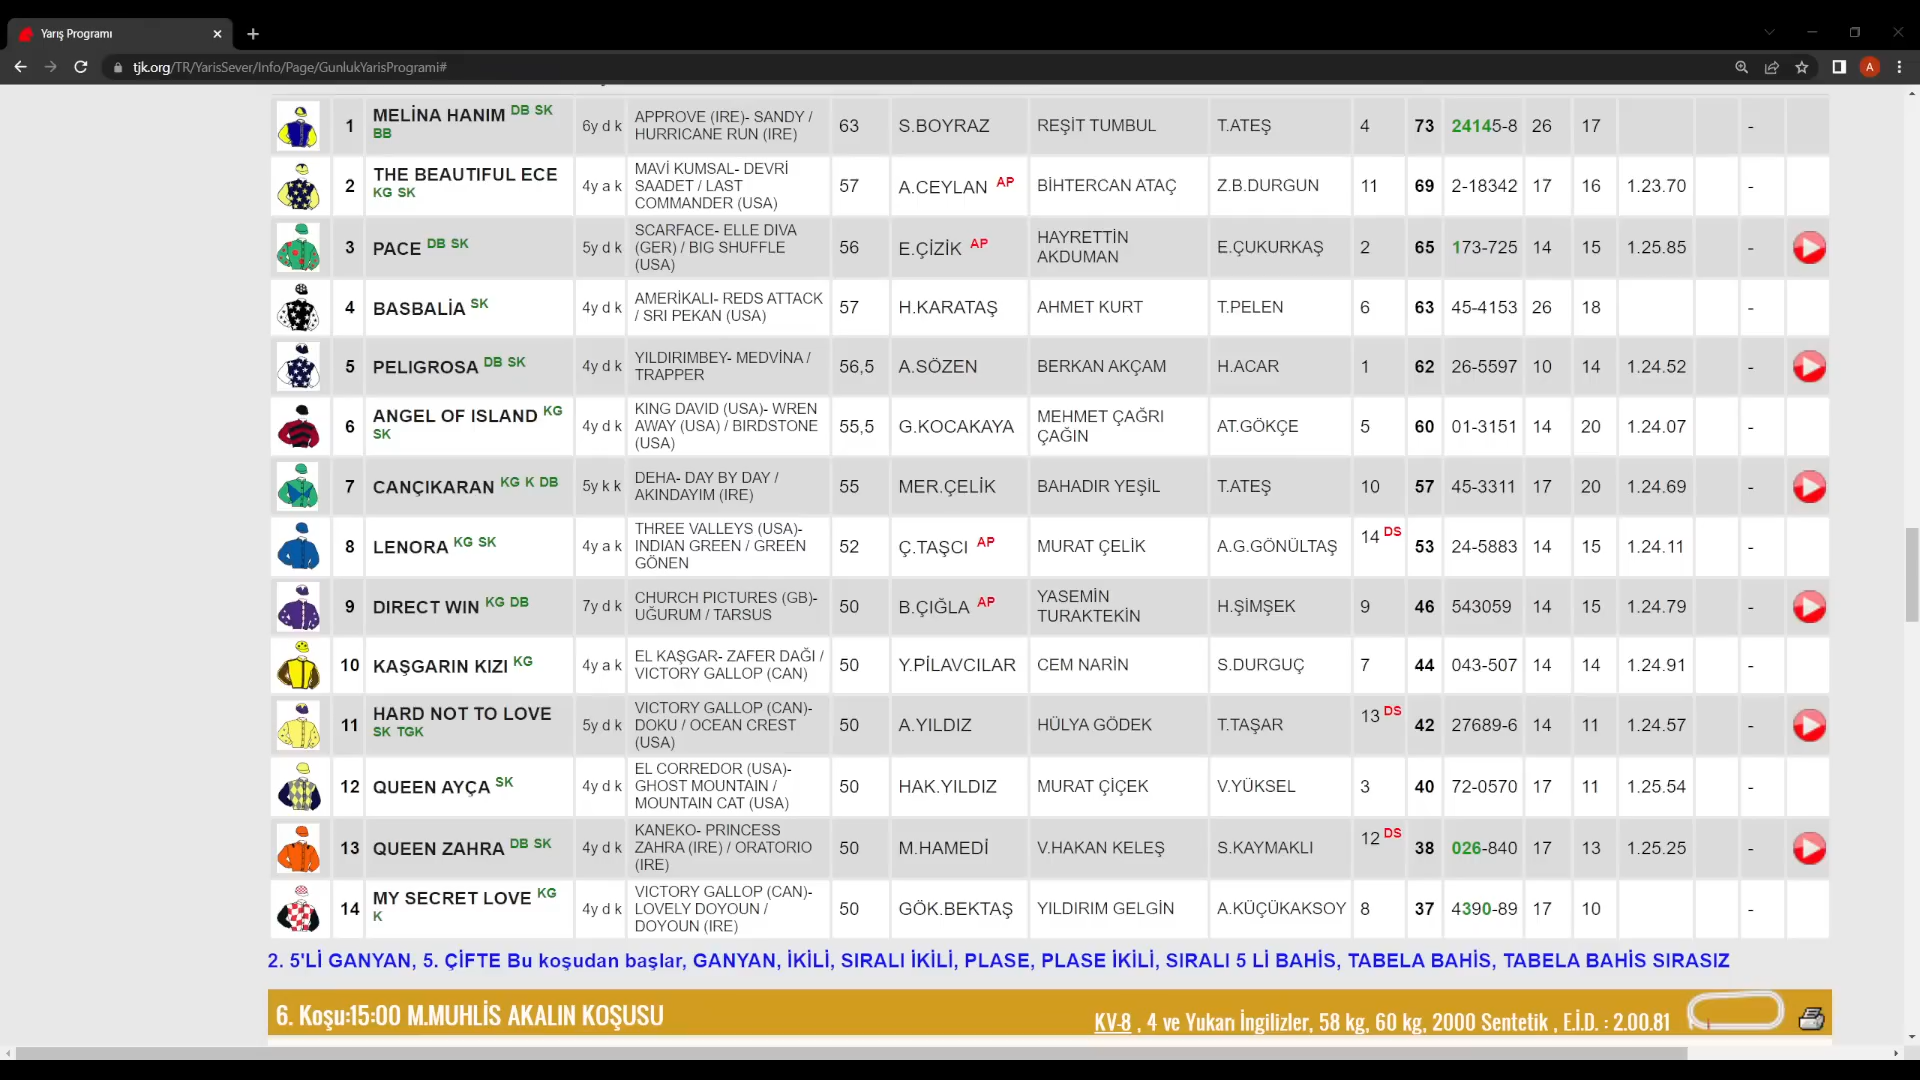 Yarış Programı
tjk.org/TR/YarisSever/Info/Page/GunlukYarisProgrami#
A
1 MELİNA HANIM DB SK BB 6y d k APPROVE (IRE)- SANDY / HURRICANE RUN (IRE) 63 S.BOYRAZ REŞİT TUMBUL T.ATEŞ 4 73 24145-8 26 17 -
2 THE BEAUTIFUL ECE KG SK 4y a k MAVİ KUMSAL- DEVRİ SAADET / LAST COMMANDER (USA) 57 A.CEYLAN AP BİHTERCAN ATAÇ Z.B.DURGUN 11 69 2-18342 17 16 1.23.70 -
3 PACE DB SK 5y d k SCARFACE- ELLE DIVA (GER) / BIG SHUFFLE (USA) 56 E.ÇİZİK AP HAYRETTİN AKDUMAN E.ÇUKURKAŞ 2 65 173-725 14 15 1.25.85 -
4 BASBALİA SK 4y d k AMERİKALI- REDS ATTACK / SRI PEKAN (USA) 57 H.KARATAŞ AHMET KURT T.PELEN 6 63 45-4153 26 18 -
5 PELIGROSA DB SK 4y d k YILDIRIMBEY- MEDVİNA / TRAPPER 56,5 A.SÖZEN BERKAN AKÇAM H.ACAR 1 62 26-5597 10 14 1.24.52 -
6 ANGEL OF ISLAND KG SK 4y d k KING DAVID (USA)- WREN AWAY (USA) / BIRDSTONE (USA) 55,5 G.KOCAKAYA MEHMET ÇAĞRI ÇAĞIN AT.GÖKÇE 5 60 01-3151 14 20 1.24.07 -
7 CANÇIKARAN KG K DB 5y k k DEHA- DAY BY DAY / AKINDAYIM (IRE) 55 MER.ÇELİK BAHADIR YEŞİL T.ATEŞ 10 57 45-3311 17 20 1.24.69 -
8 LENORA KG SK 4y a k THREE VALLEYS (USA)- INDIAN GREEN / GREEN GÖNEN 52 Ç.TAŞCI AP MURAT ÇELİK A.G.GÖNÜLTAŞ 14 DS 53 24-5883 14 15 1.24.11 -
9 DIRECT WIN KG DB 7y d k CHURCH PICTURES (GB)- UĞURUM / TARSUS 50 B.ÇIĞLA AP YASEMİN TURAKTEKİN H.ŞİMŞEK 9 46 543059 14 15 1.24.79 -
10 KAŞGARIN KIZI KG 4y a k EL KAŞGAR- ZAFER DAĞI / VICTORY GALLOP (CAN) 50 Y.PİLAVCILAR CEM NARİN S.DURGUÇ 7 44 043-507 14 14 1.24.91 -
11 HARD NOT TO LOVE SK TGK 5y d k VICTORY GALLOP (CAN)- DOKU / OCEAN CREST (USA) 50 A.YILDIZ HÜLYA GÖDEK T.TAŞAR 13 DS 42 27689-6 14 11 1.24.57 -
12 QUEEN AYÇA SK 4y d k EL CORREDOR (USA)- GHOST MOUNTAIN / MOUNTAIN CAT (USA) 50 HAK.YILDIZ MURAT ÇİÇEK V.YÜKSEL 3 40 72-0570 17 11 1.25.54 -
13 QUEEN ZAHRA DB SK 4y d k KANEKO- PRINCESS ZAHRA (IRE) / ORATORIO (IRE) 50 M.HAMEDİ V.HAKAN KELEŞ S.KAYMAKLI 12 DS 38 026-840 17 13 1.25.25 -
14 MY SECRET LOVE KG K 4y d k VICTORY GALLOP (CAN)- LOVELY DOYOUN / DOYOUN (IRE) 50 GÖK.BEKTAŞ YILDIRIM GELGİN A.KÜÇÜKAKSOY 8 37 4390-89 17 10 -
2. 5'Lİ GANYAN, 5. ÇİFTE Bu koşudan başlar, GANYAN, İKİLİ, SIRALI İKİLİ, PLASE, PLASE İKİLİ, SIRALI 5 Lİ BAHİS, TABELA BAHİS, TABELA BAHİS SIRASIZ
6. Koşu:15:00 M.MUHLİS AKALIN KOŞUSU
KV-8 , 4 ve Yukarı İngilizler, 58 kg, 60 kg, 2000 Sentetik , E.İ.D. : 2.00.81